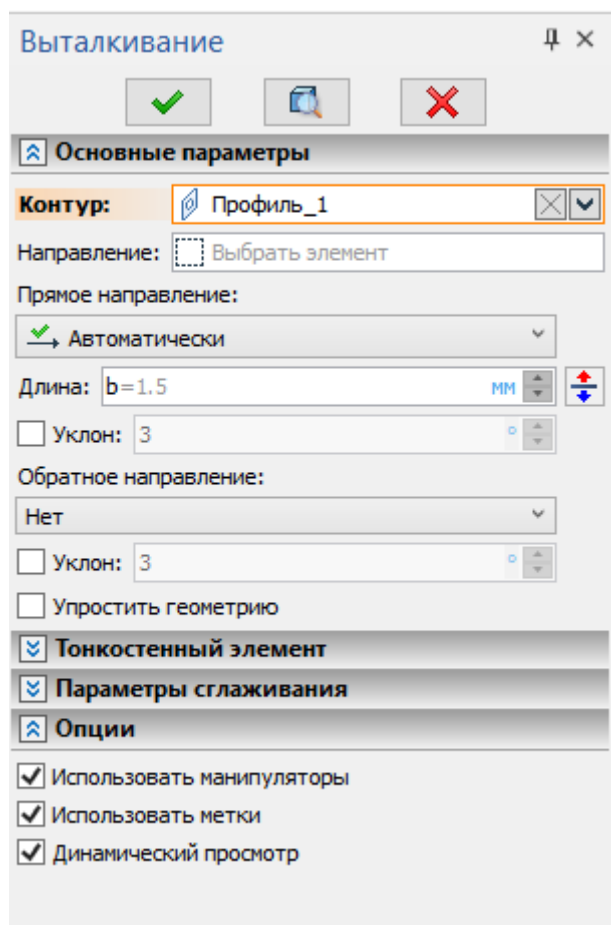 Выталкивание
Основные параметры
Контур: Профиль_1
Направление: Выбрать элемент
Прямое направление:
Автоматически
Длина: b=1.5 мм
Уклон: 3 °
Обратное направление:
Нет
Уклон: 3 °
Упростить геометрию
Тонкостенный элемент
Параметры сглаживания
Опции
Использовать манипуляторы
Использовать метки
Динамический просмотр